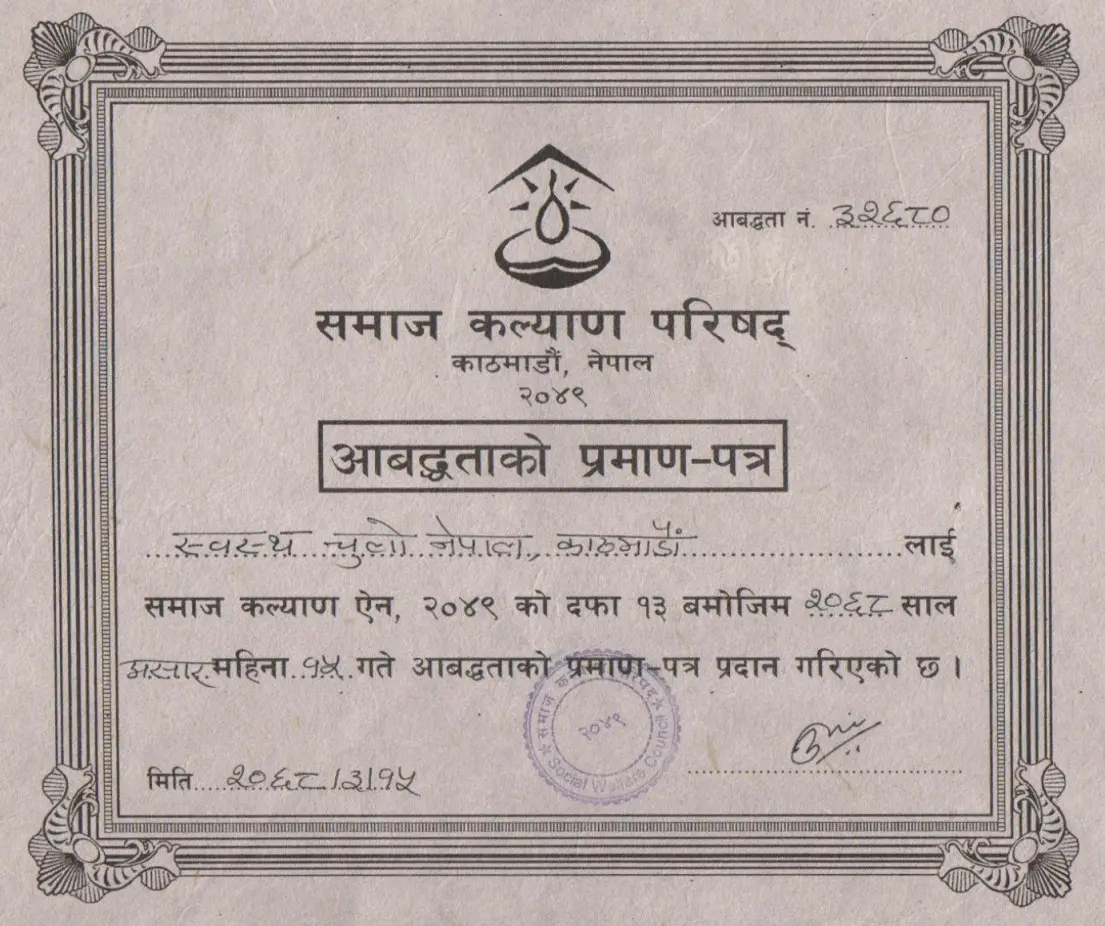 आबद्धता नं. ३२६८०
समाज कल्याण परिषद्
काठमाडौं, नेपाल
२०४९
आबद्धताको प्रमाण-पत्र
स्वस्थ चुलो नेपाल, काठमाडौं लाई
समाज कल्याण ऐन, २०४९ को दफा १३ बमोजिम २०६८ साल
असार महिना १५ गते आबद्धताको प्रमाण-पत्र प्रदान गरिएको छ ।
समाज कल्याण परिषद्
२०४९
Social Welfare Council
मिति २०६८।३।१५